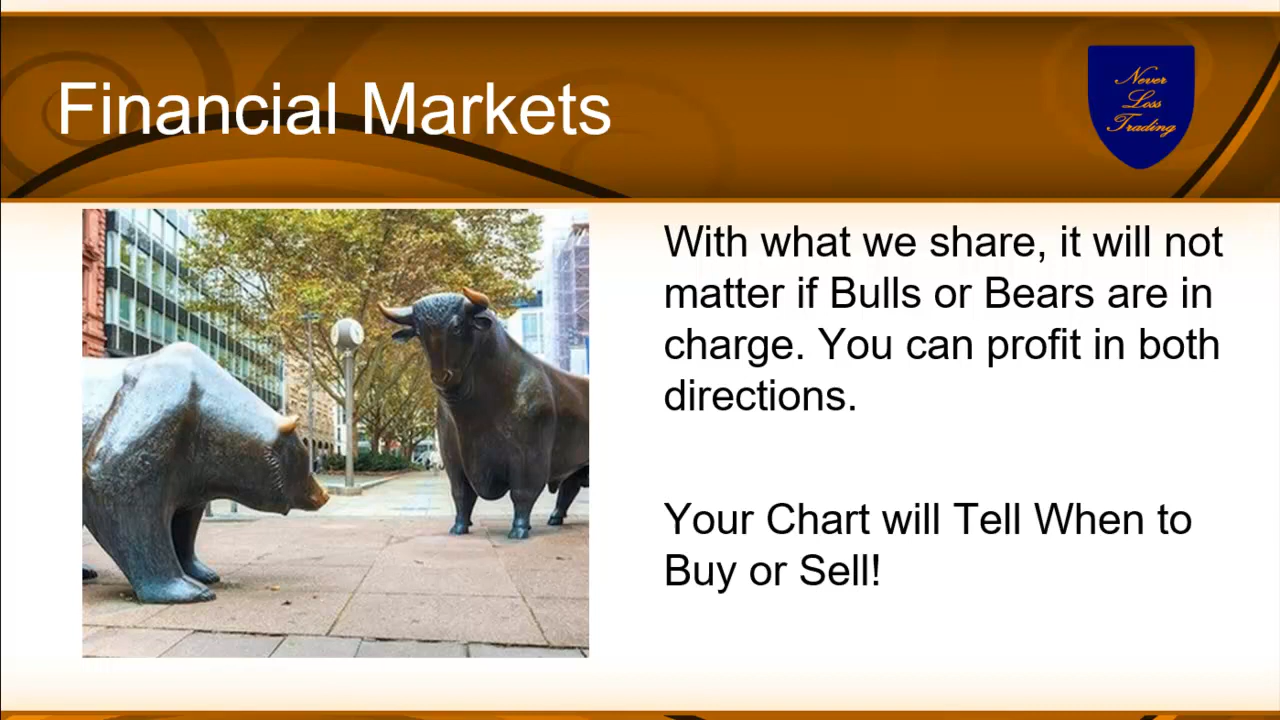 Financial Markets
Never
Loss
Trading
With what we share, it will not
matter if Bulls or Bears are in
charge. You can profit in both
directions.
Your Chart will Tell When to
Buy or Sell!